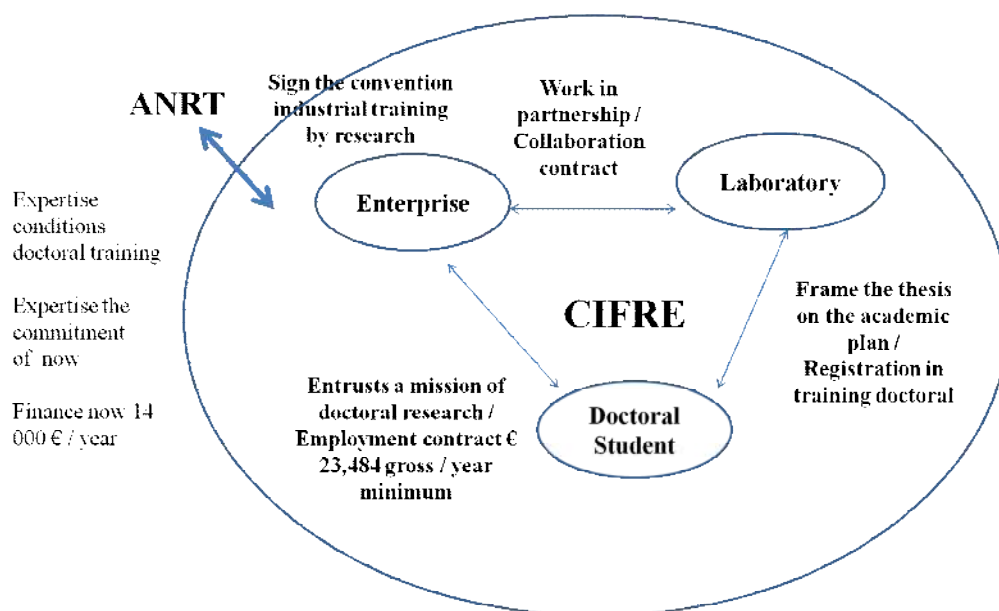 ANRT
Expertise
conditions
doctoral training
Expertise the
commitment
of now
Finance now 14
000 € / year
Sign the convention
industrial training
by research
Work in
partnership /
Collaboration
contract
Enterprise
Laboratory
CIFRE
Frame the thesis
on the academic
plan /
Registration in
training doctoral
Entrusts a mission of
doctoral research /
Employment contract €
23,484 gross / year
minimum
Doctoral
Student